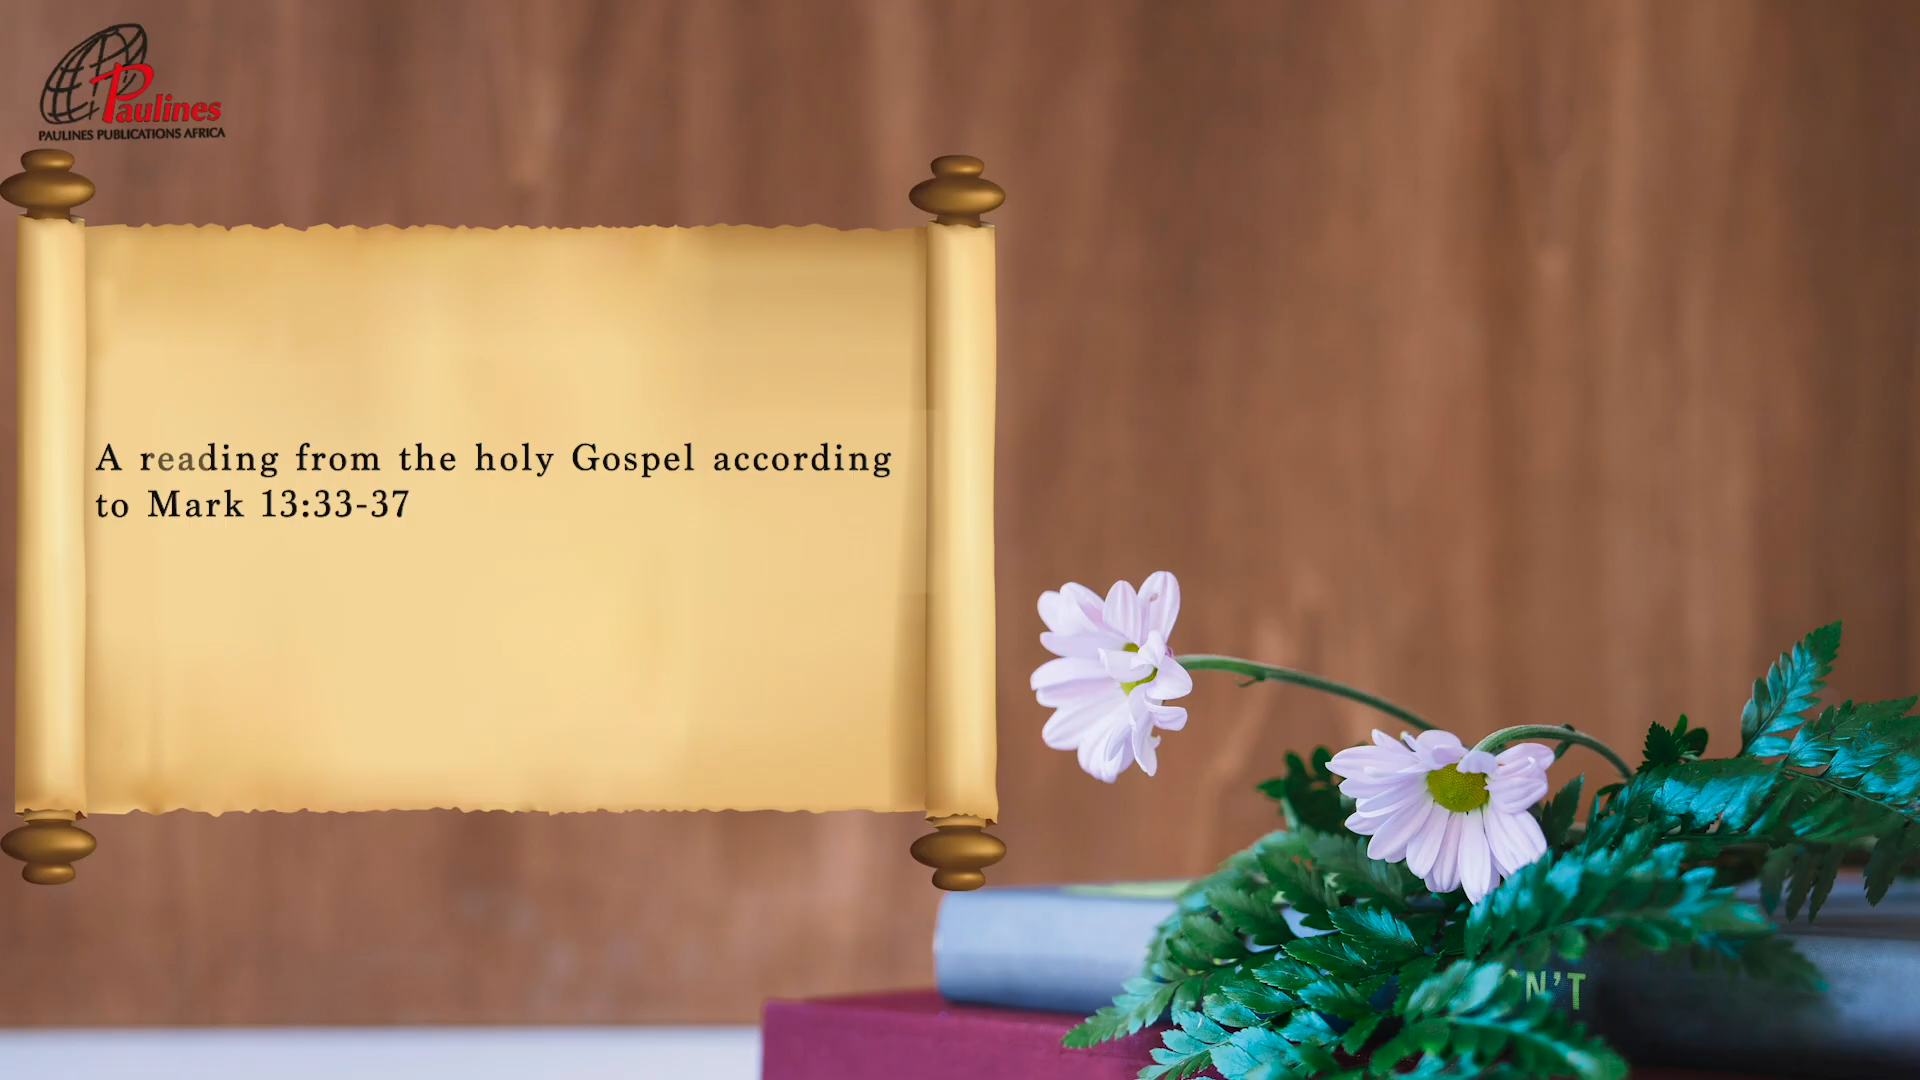 Paulines
PAULINES PUBLICATIONS AFRICA
A reading from the holy Gospel according
to Mark 13:33-37
N'T